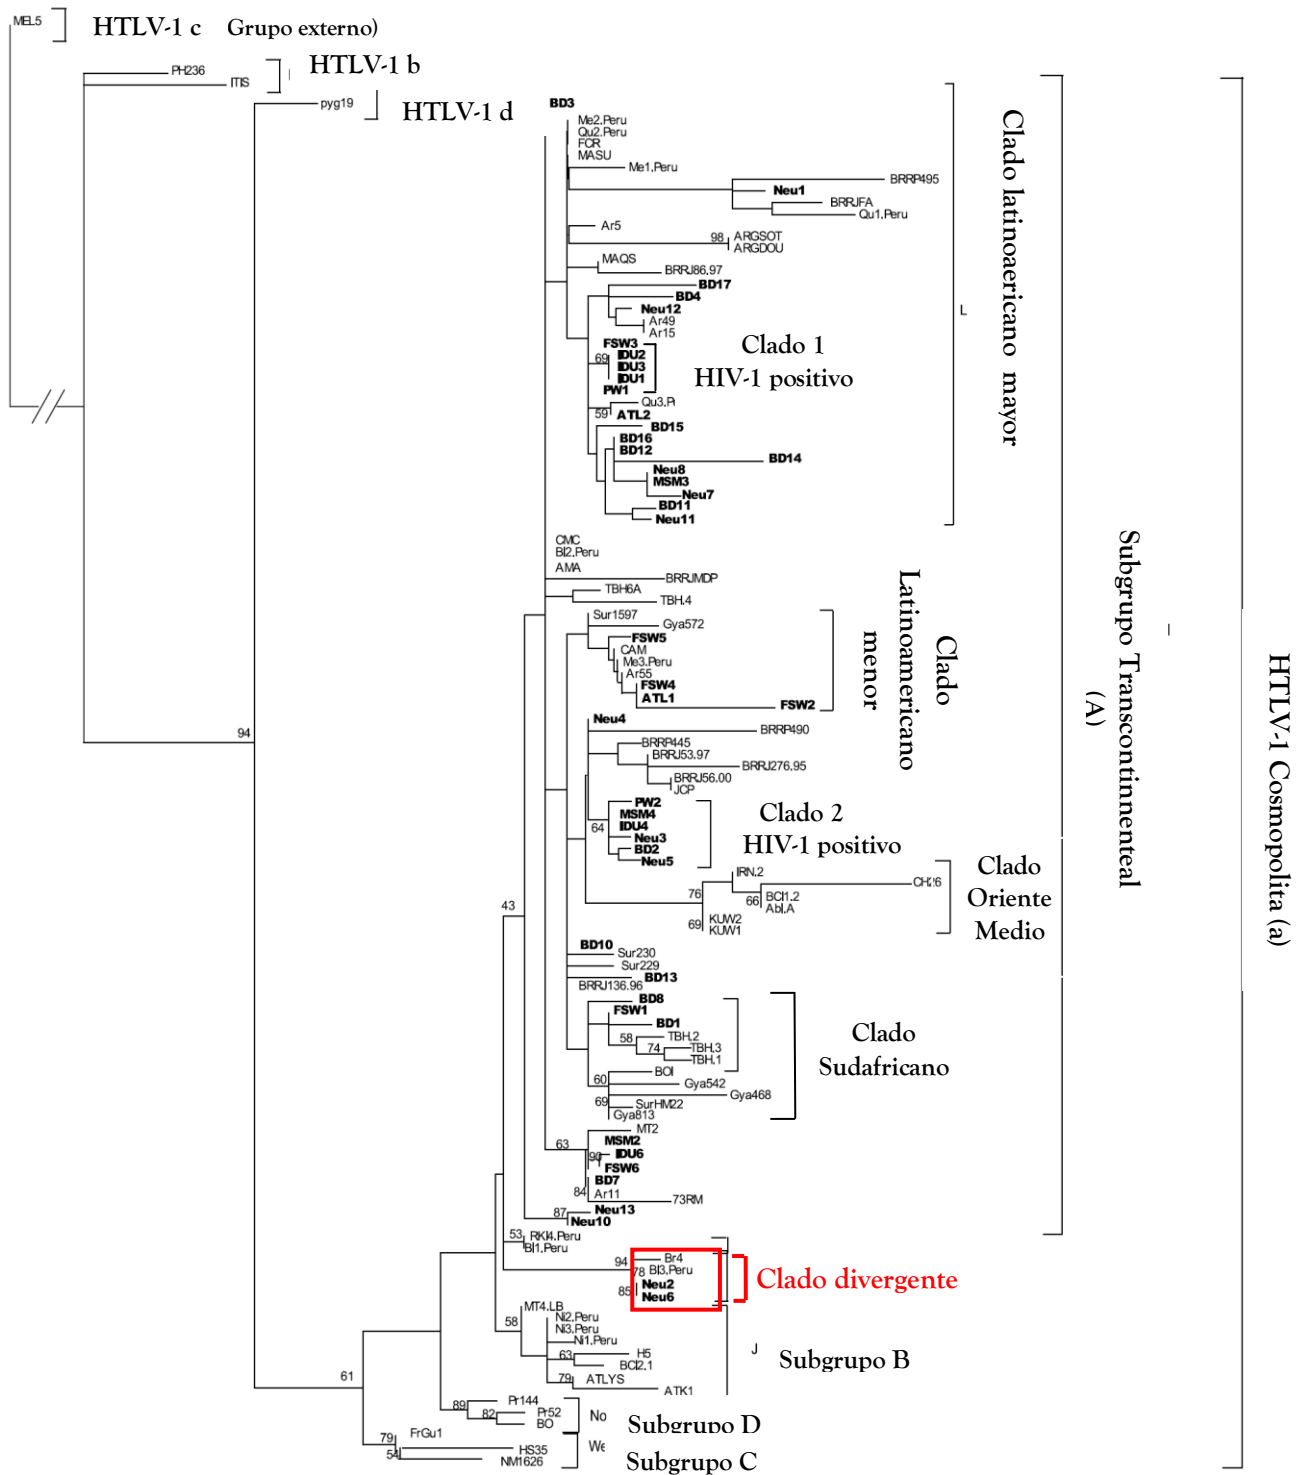 MEL5
HTLV-1 c Grupo externo)
PH236
ITIS
HTLV-1 b
pyg19
HTLV-1 d
BD3
Me2.Peru
Qu2.Peru
FCR
MASU
Me1.Peru
BRRP495
Neu1
BRRJFA
Qu1.Peru
Ar5
98
ARGSOT
ARGDOU
MAQS
BRRJ86.97
BD17
BD4
Neu12
Ar49
Ar15
FSW3
69
IDU2
IDU3
IDU1
PW1
Clado 1
HIV-1 positivo
Qu3.P
59
ATL2
BD15
BD16
BD12
BD14
Neu8
MSM3
Neu7
BD11
Neu11
L
Clado latinoaericano mayor
CMC
BI2.Peru
AMA
BRRJMDP
TBH6A
TBH.4
Sur1597
Gya572
FSW5
CAM
Me3.Peru
Ar55
FSW4
ATL1
FSW2
Clado
Latinoamericano
menor
Neu4
BRRP490
BRRP445
BRRJ53.97
BRRJ276.95
BRRJ56.00
JCP
94
PW2
MSM4
64
IDU4
Neu3
BD2
Neu5
Clado 2
HIV-1 positivo
IRN.2
CH26
76
66
BCI1.2
AbI.A
69
KUW2
KUW1
Clado
Oriente
Medio
43
BD10
Sur230
Sur229
BD13
BRRJ136.96
BD8
FSW1
BD1
58
TBH.2
74
TBH.3
TBH.1
BOI
60
Gya542
Gya468
69
SurHM22
Gya813
Clado
Sudafricano
MT2
63
MSM2
90
IDU6
FSW6
BD7
84
Ar11
73RM
87
Neu13
Neu10
Subgrupo Transcontinnenteal
(A)
HTLV-1 Cosmopolita (a)
53
RKI4.Peru
BI1.Peru
94
Br4
78
BI3.Peru
85
Neu2
Neu6
Clado divergente
MT4.LB
58
Ni2.Peru
Ni3.Peru
Ni1.Peru
63
H5
BCI2.1
79
ATLYS
ATK1
J
Subgrupo B
61
89
Pr144
82
Pr52
BO
No
Subgrupo D
79
FrGu1
54
HS35
NM1626
We
Subgrupo C